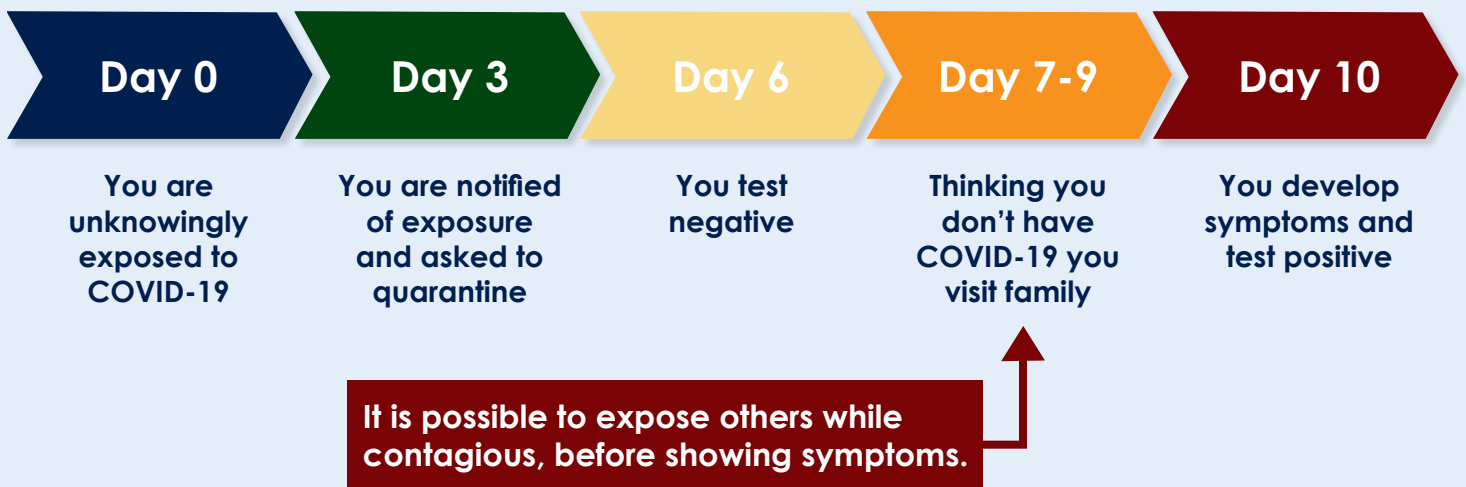 Day 0
You are
unknowingly
exposed to
COVID-19
Day 3
You are notified
of exposure
and asked to
quarantine
Day 6
You test
negative
Day 7-9
Thinking you
don't have
COVID-19 you
visit family
Day 10
You develop
symptoms and
test positive
It is possible to expose others while
contagious, before showing symptoms.